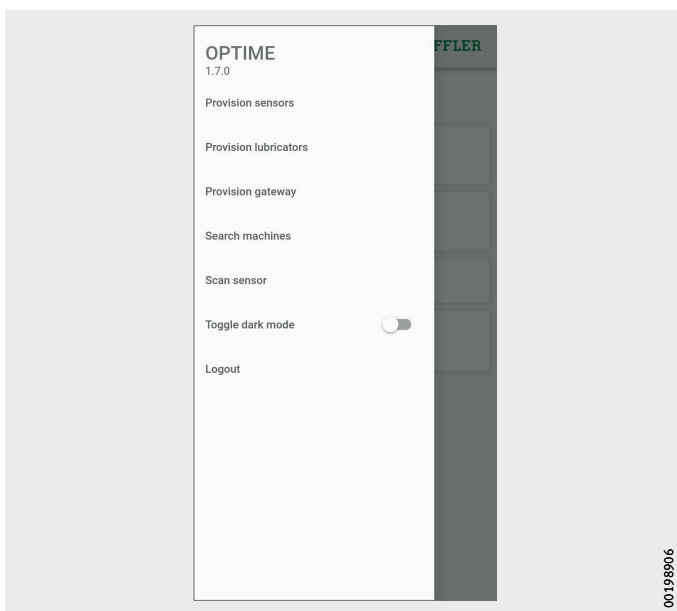 OPTIME
FFLER
1.7.0
Provision sensors
Provision lubricators
Provision gateway
Search machines
Scan sensor
Toggle dark mode
Logout
00198906